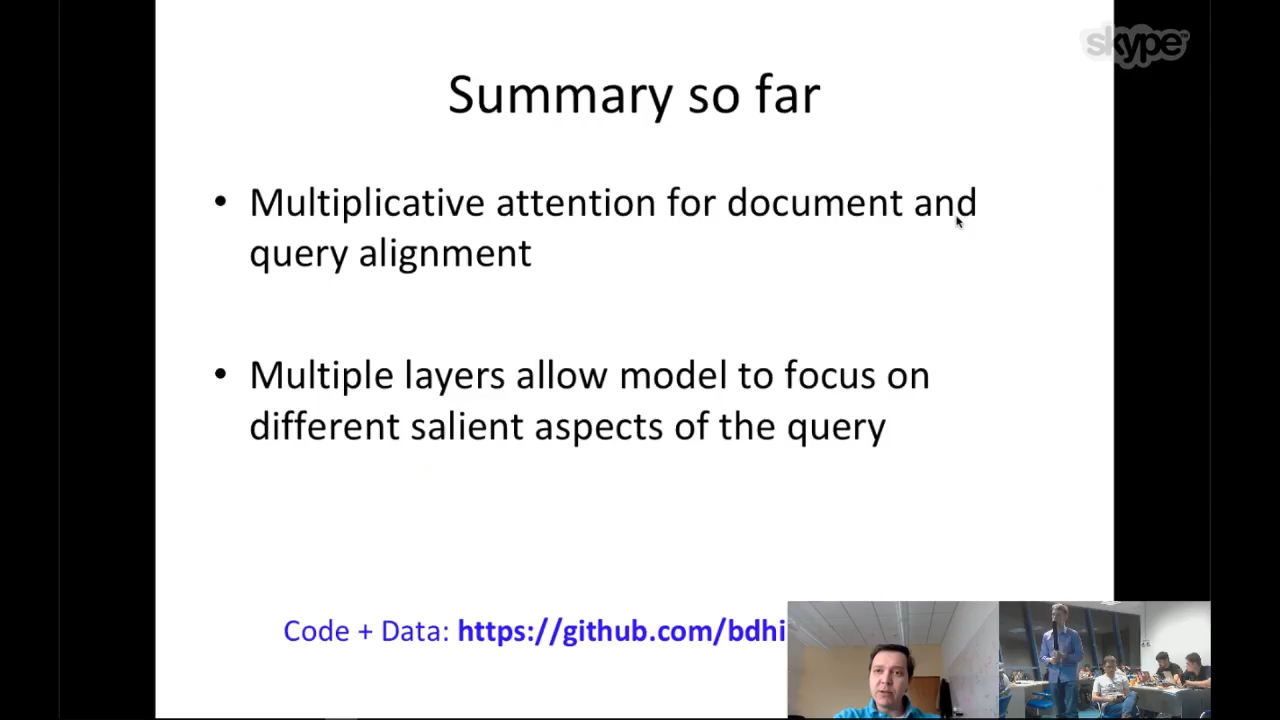 skype
Summary so far
• Multiplicative attention for document and
query alignment
• Multiple layers allow model to focus on
different salient aspects of the query
Code + Data: https://github.com/bdhi